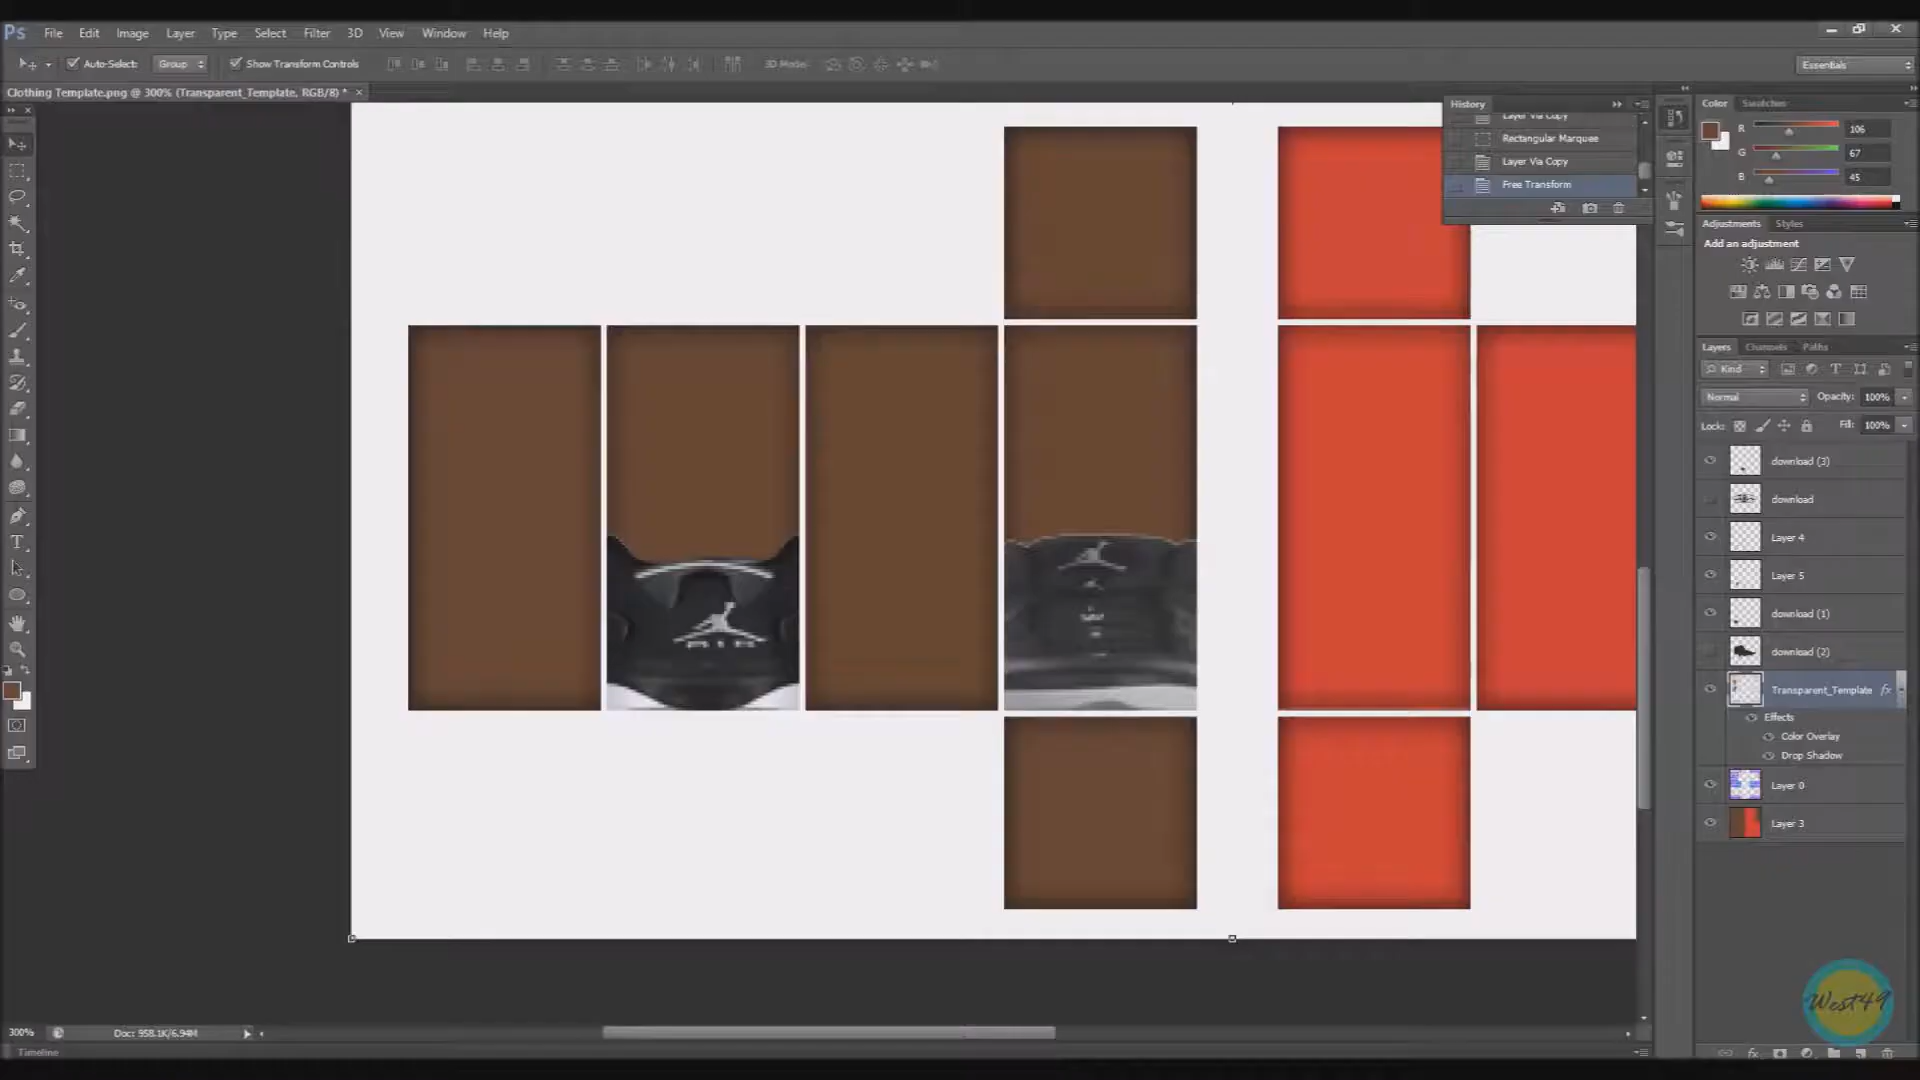 Ps File Edit Image Layer Type Select Filter 3D View Window Help
Auto-Select: Group Show Transform Controls 3D Mode: Essentials
Clothing Template.png @ 300% (Transparent_Template, RGB/8) * ×
History
Layer Via Copy
Rectangular Marquee
Layer Via Copy
Free Transform
Color Swatches
R 106
G 67
B 45
Adjustments Styles
Add an adjustment
Layers Channels Paths
Kind
Normal Opacity: 100%
Lock: Fill: 100%
download (3)
download
Layer 4
Layer 5
download (1)
download (2)
Transparent_Template fx
Effects
Color Overlay
Drop Shadow
Layer 0
Layer 3
West49
300% Doc: 958.1K/6.94M
Timeline